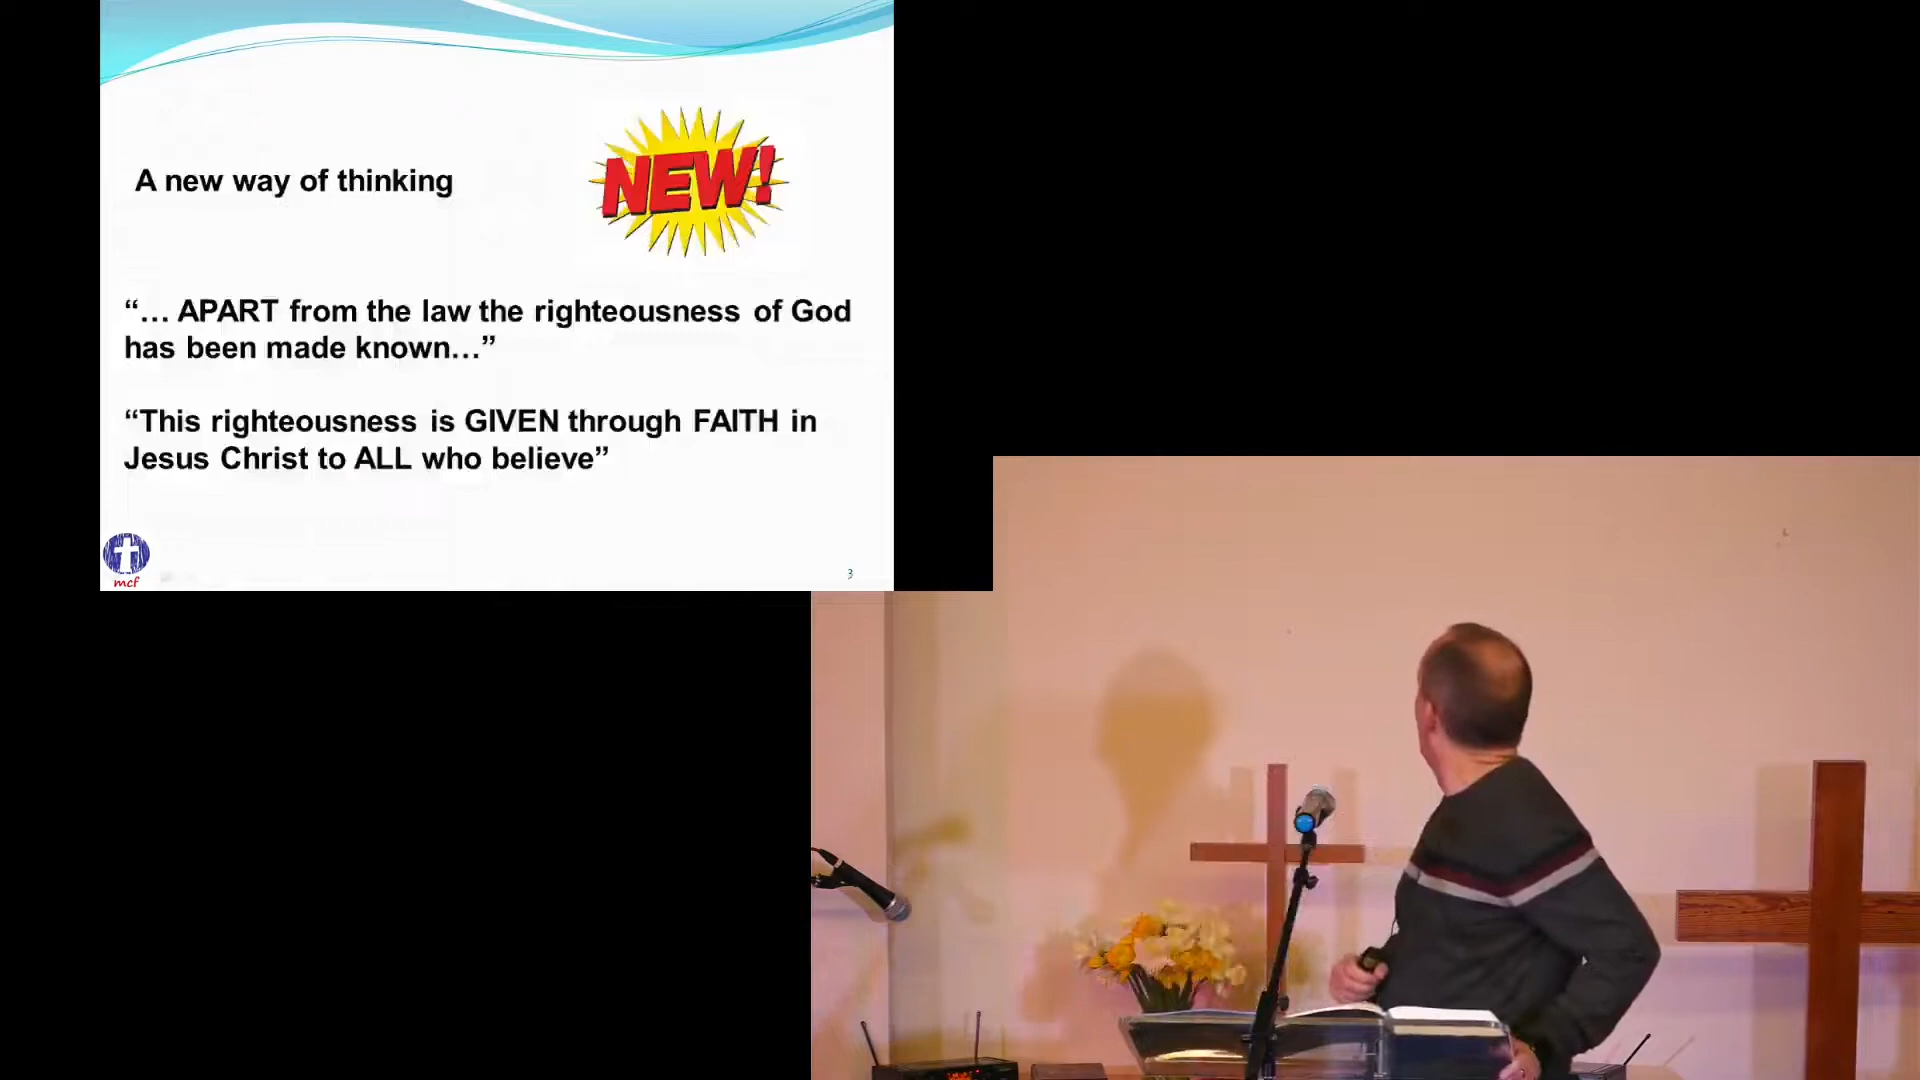 A new way of thinking
NEW!
“… APART from the law the righteousness of God
has been made known…”
“This righteousness is GIVEN through FAITH in
Jesus Christ to ALL who believe”
mcf
3